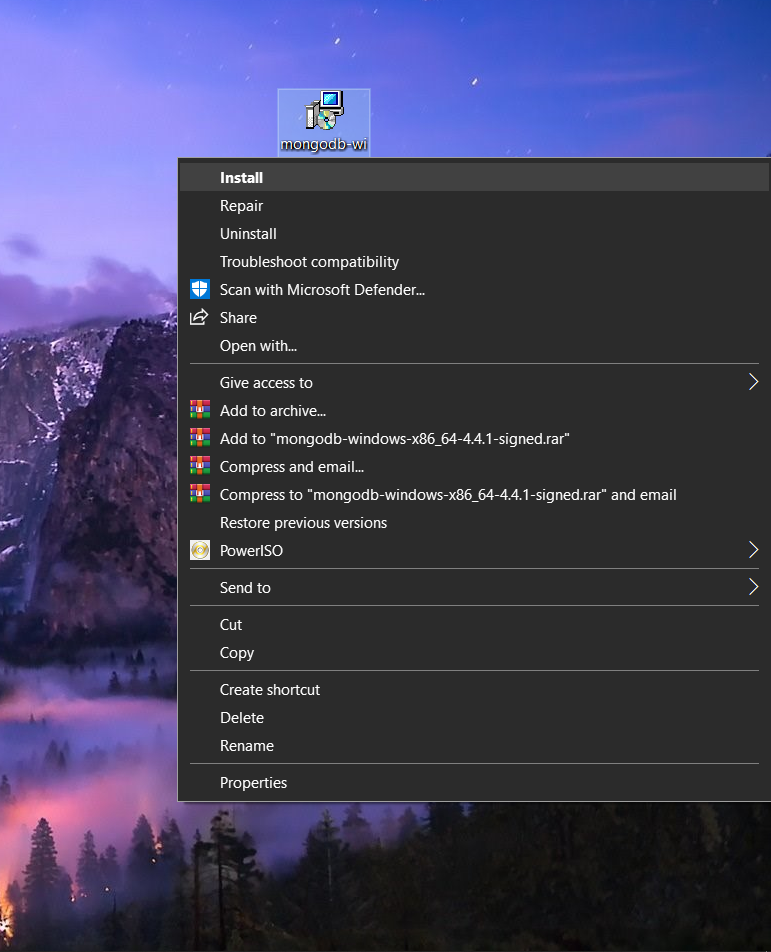 mongodb-wi
Install
Repair
Uninstall
Troubleshoot compatibility
Scan with Microsoft Defender...
Share
Open with...
Give access to
Add to archive...
Add to "mongodb-windows-x86_64-4.4.1-signed.rar"
Compress and email...
Compress to "mongodb-windows-x86_64-4.4.1-signed.rar" and email
Restore previous versions
PowerISO
Send to
Cut
Copy
Create shortcut
Delete
Rename
Properties